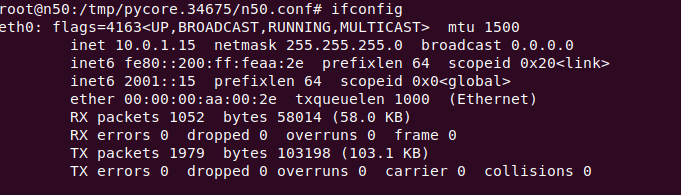 root@n50:/tmp/pycore.34675/n50.conf# ifconfig
eth0: flags=4163<UP,BROADCAST,RUNNING,MULTICAST>  mtu 1500
        inet 10.0.1.15  netmask 255.255.255.0  broadcast 0.0.0.0
        inet6 fe80::200:ff:feaa:2e  prefixlen 64  scopeid 0x20<link>
        inet6 2001::15  prefixlen 64  scopeid 0x0<global>
        ether 00:00:00:aa:00:2e  txqueuelen 1000  (Ethernet)
        RX packets 1052  bytes 58014 (58.0 KB)
        RX errors 0  dropped 0  overruns 0  frame 0
        TX packets 1979  bytes 103198 (103.1 KB)
        TX errors 0  dropped 0 overruns 0  carrier 0  collisions 0